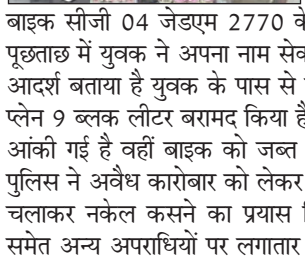 बाइक सीजी 04 जेडएम 2770 के
पूछताछ में युवक ने अपना नाम
आदर्श बताया है युवक के पास से
प्लेन 9 ब्लक लीटर बरामद किया है
आंकी गई है वहीं बाइक को जब्त
पुलिस ने अवैध कारोबार को लेकर
चलाकर नकेल कसने का प्रयास
समेत अन्य अपराधियों पर लगातार